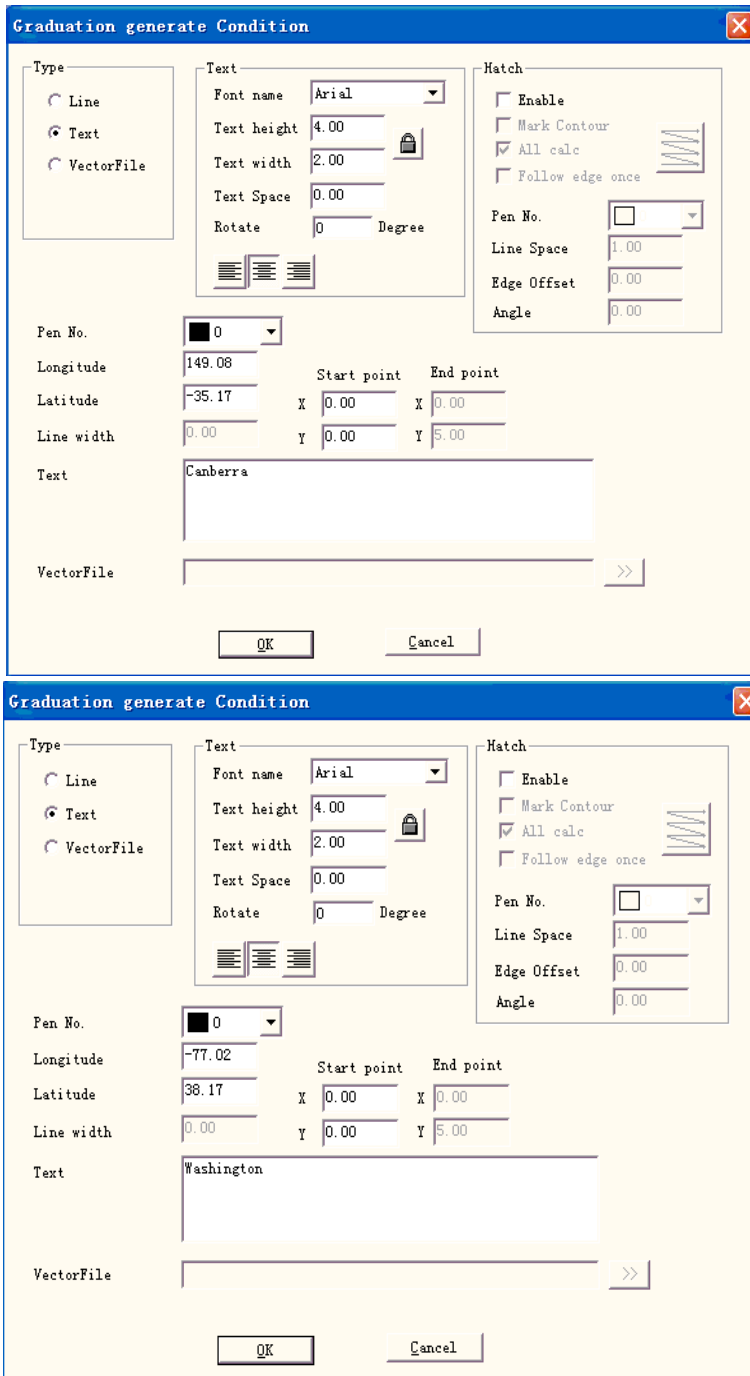 Graduation generate Condition
Type
Line
Text
VectorFile
Text
Font name Arial
Text height 4.00
Text width 2.00
Text Space 0.00
Rotate 0 Degree
Hatch
Enable
Mark Contour
All calc
Follow edge once
Pen No.
Line Space 1.00
Edge Offset 0.00
Angle 0.00
Pen No. 0
Longitude 149.08
Latitude -35.17
Line width 0.00
Start point End point
X 0.00 X 0.00
Y 0.00 Y 5.00
Text Canberra
VectorFile >>
OK Cancel
Graduation generate Condition
Type
Line
Text
VectorFile
Text
Font name Arial
Text height 4.00
Text width 2.00
Text Space 0.00
Rotate 0 Degree
Hatch
Enable
Mark Contour
All calc
Follow edge once
Pen No.
Line Space 1.00
Edge Offset 0.00
Angle 0.00
Pen No. 0
Longitude -77.02
Latitude 38.17
Line width 0.00
Start point End point
X 0.00 X 0.00
Y 0.00 Y 5.00
Text Washington
VectorFile >>
OK Cancel